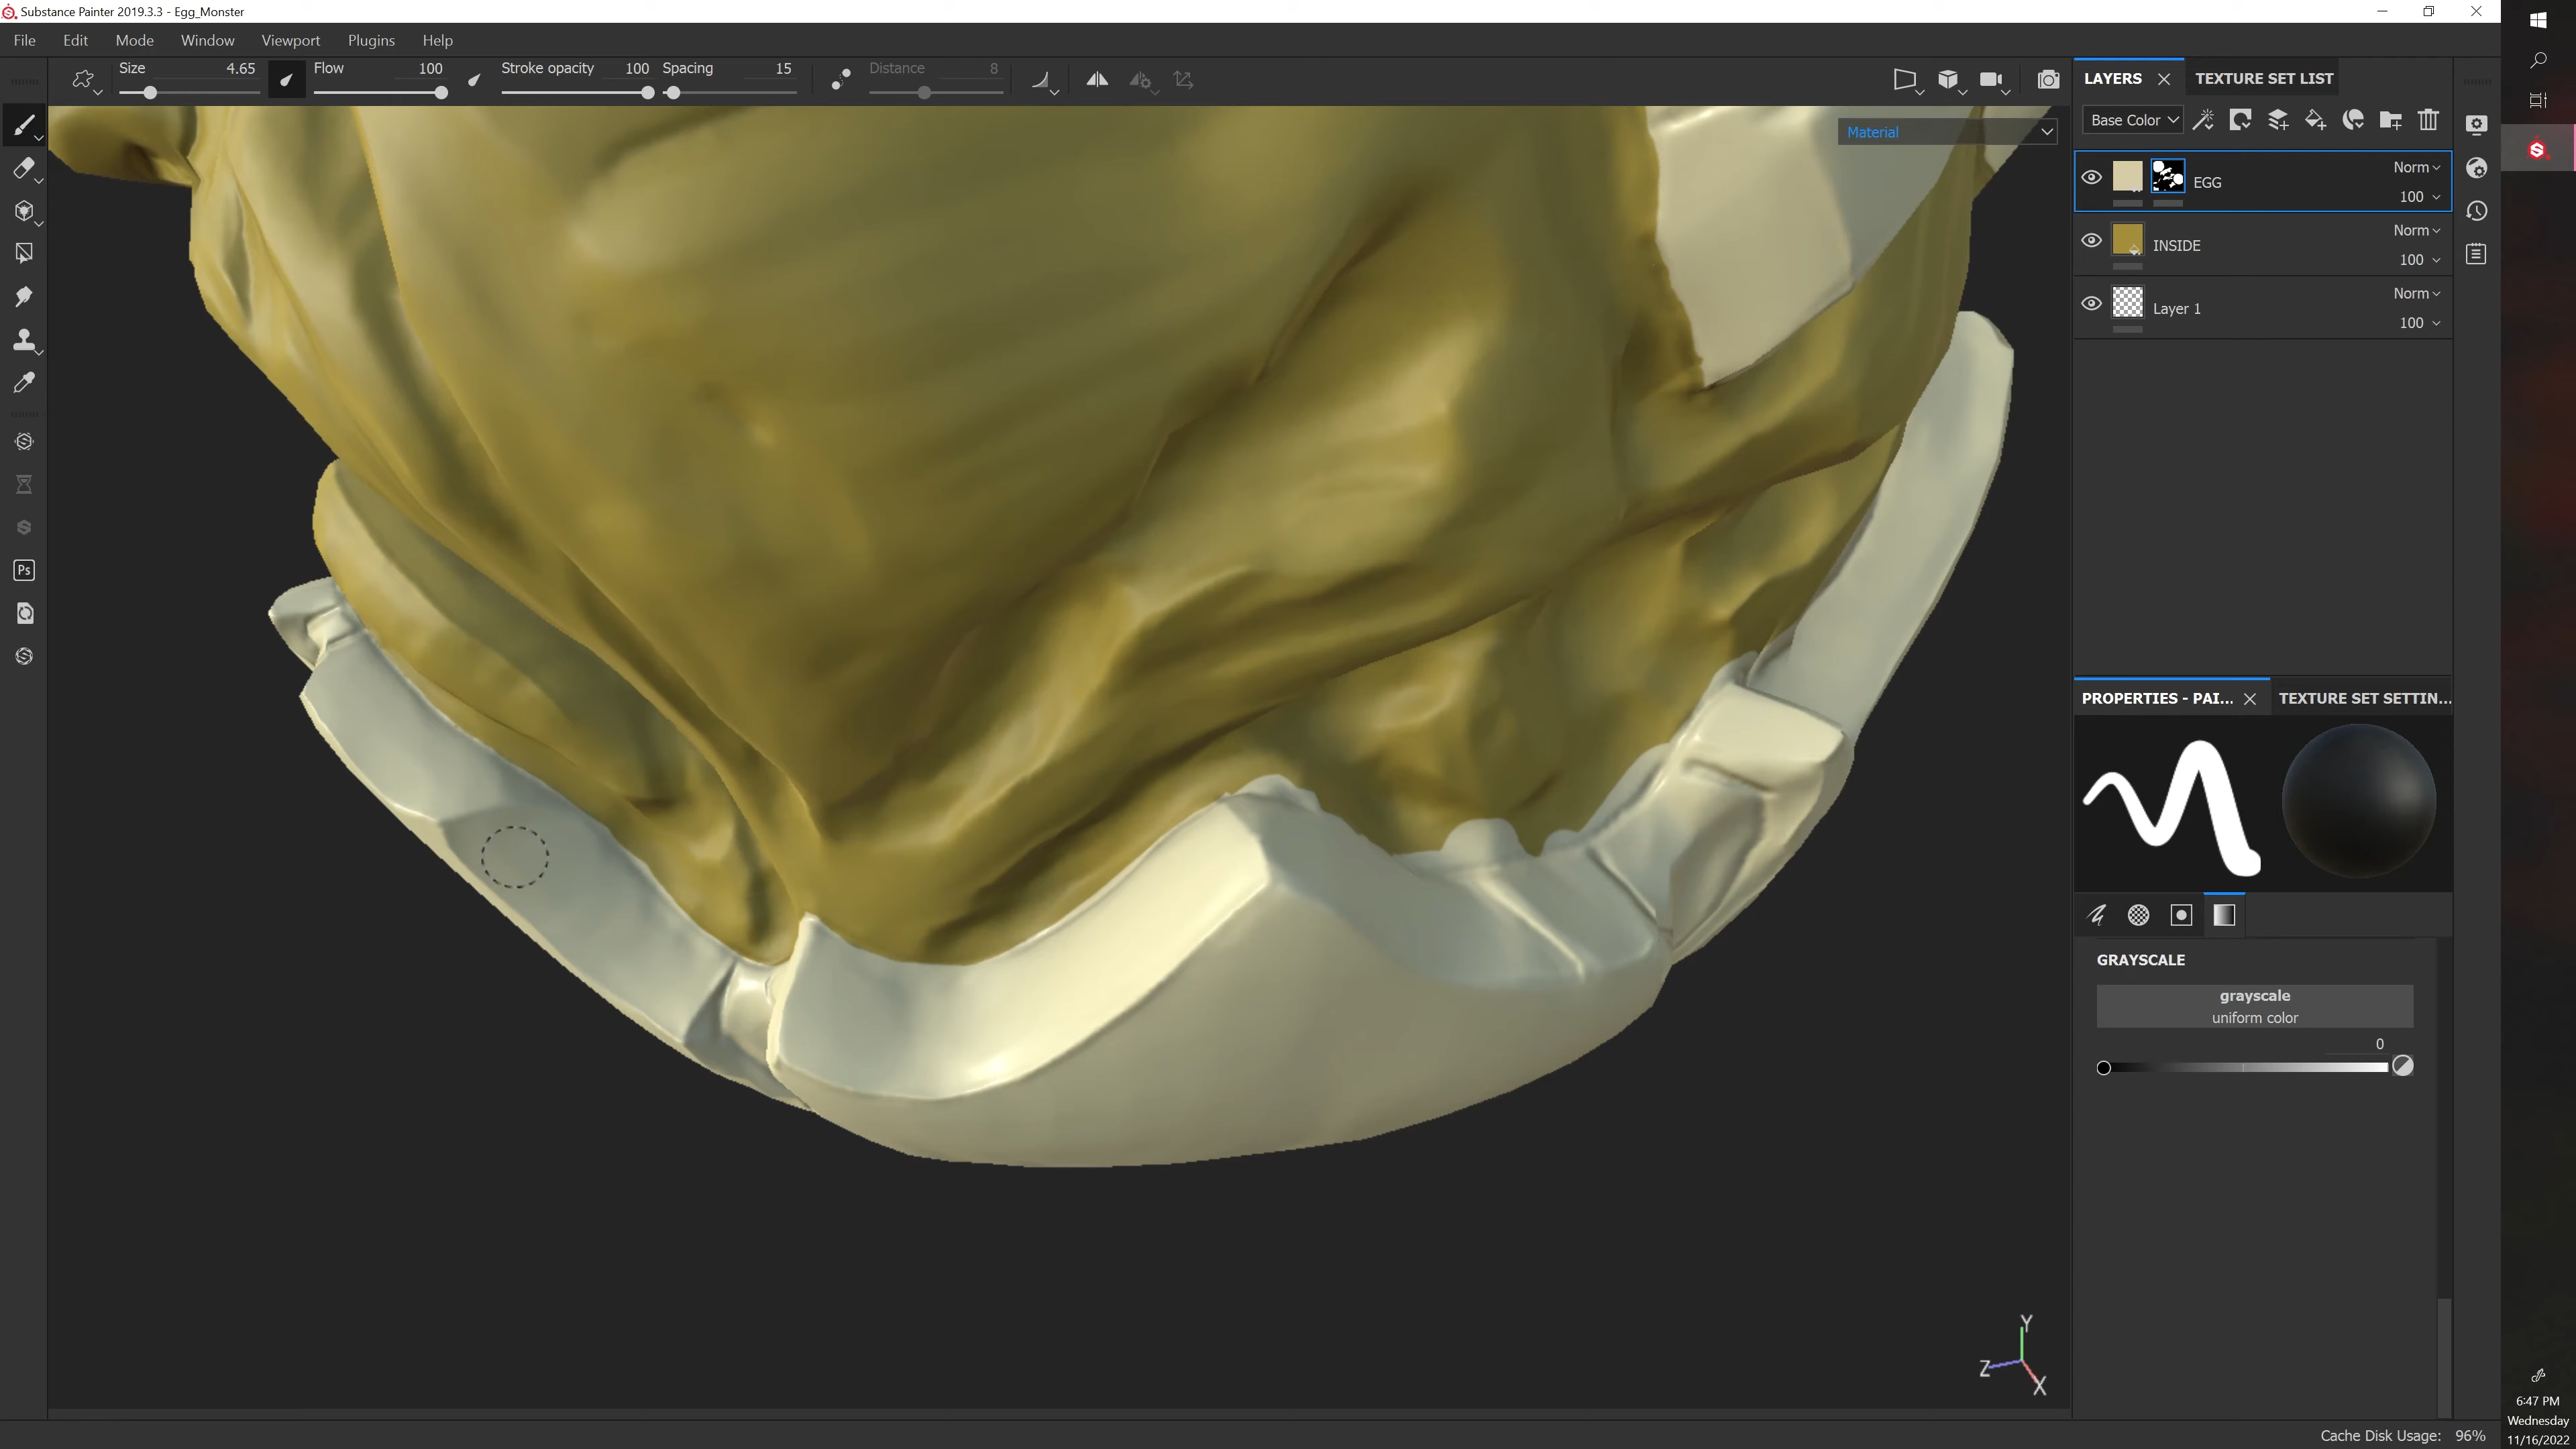 Substance Painter 2019.3.3 - Egg_Monster
File Edit Mode Window Viewport Plugins Help
Size 4.65 Flow 100 Stroke opacity 100 Spacing 15 Distance 8
Material
LAYERS TEXTURE SET LIST
Base Color
EGG Norm 100
INSIDE Norm 100
Layer 1 Norm 100
Ps
PROPERTIES - PAI... TEXTURE SET SETTIN...
GRAYSCALE
grayscale
uniform color
0
Y
Z
X
Cache Disk Usage: 96%
6:47 PM
Wednesday
11/16/2022